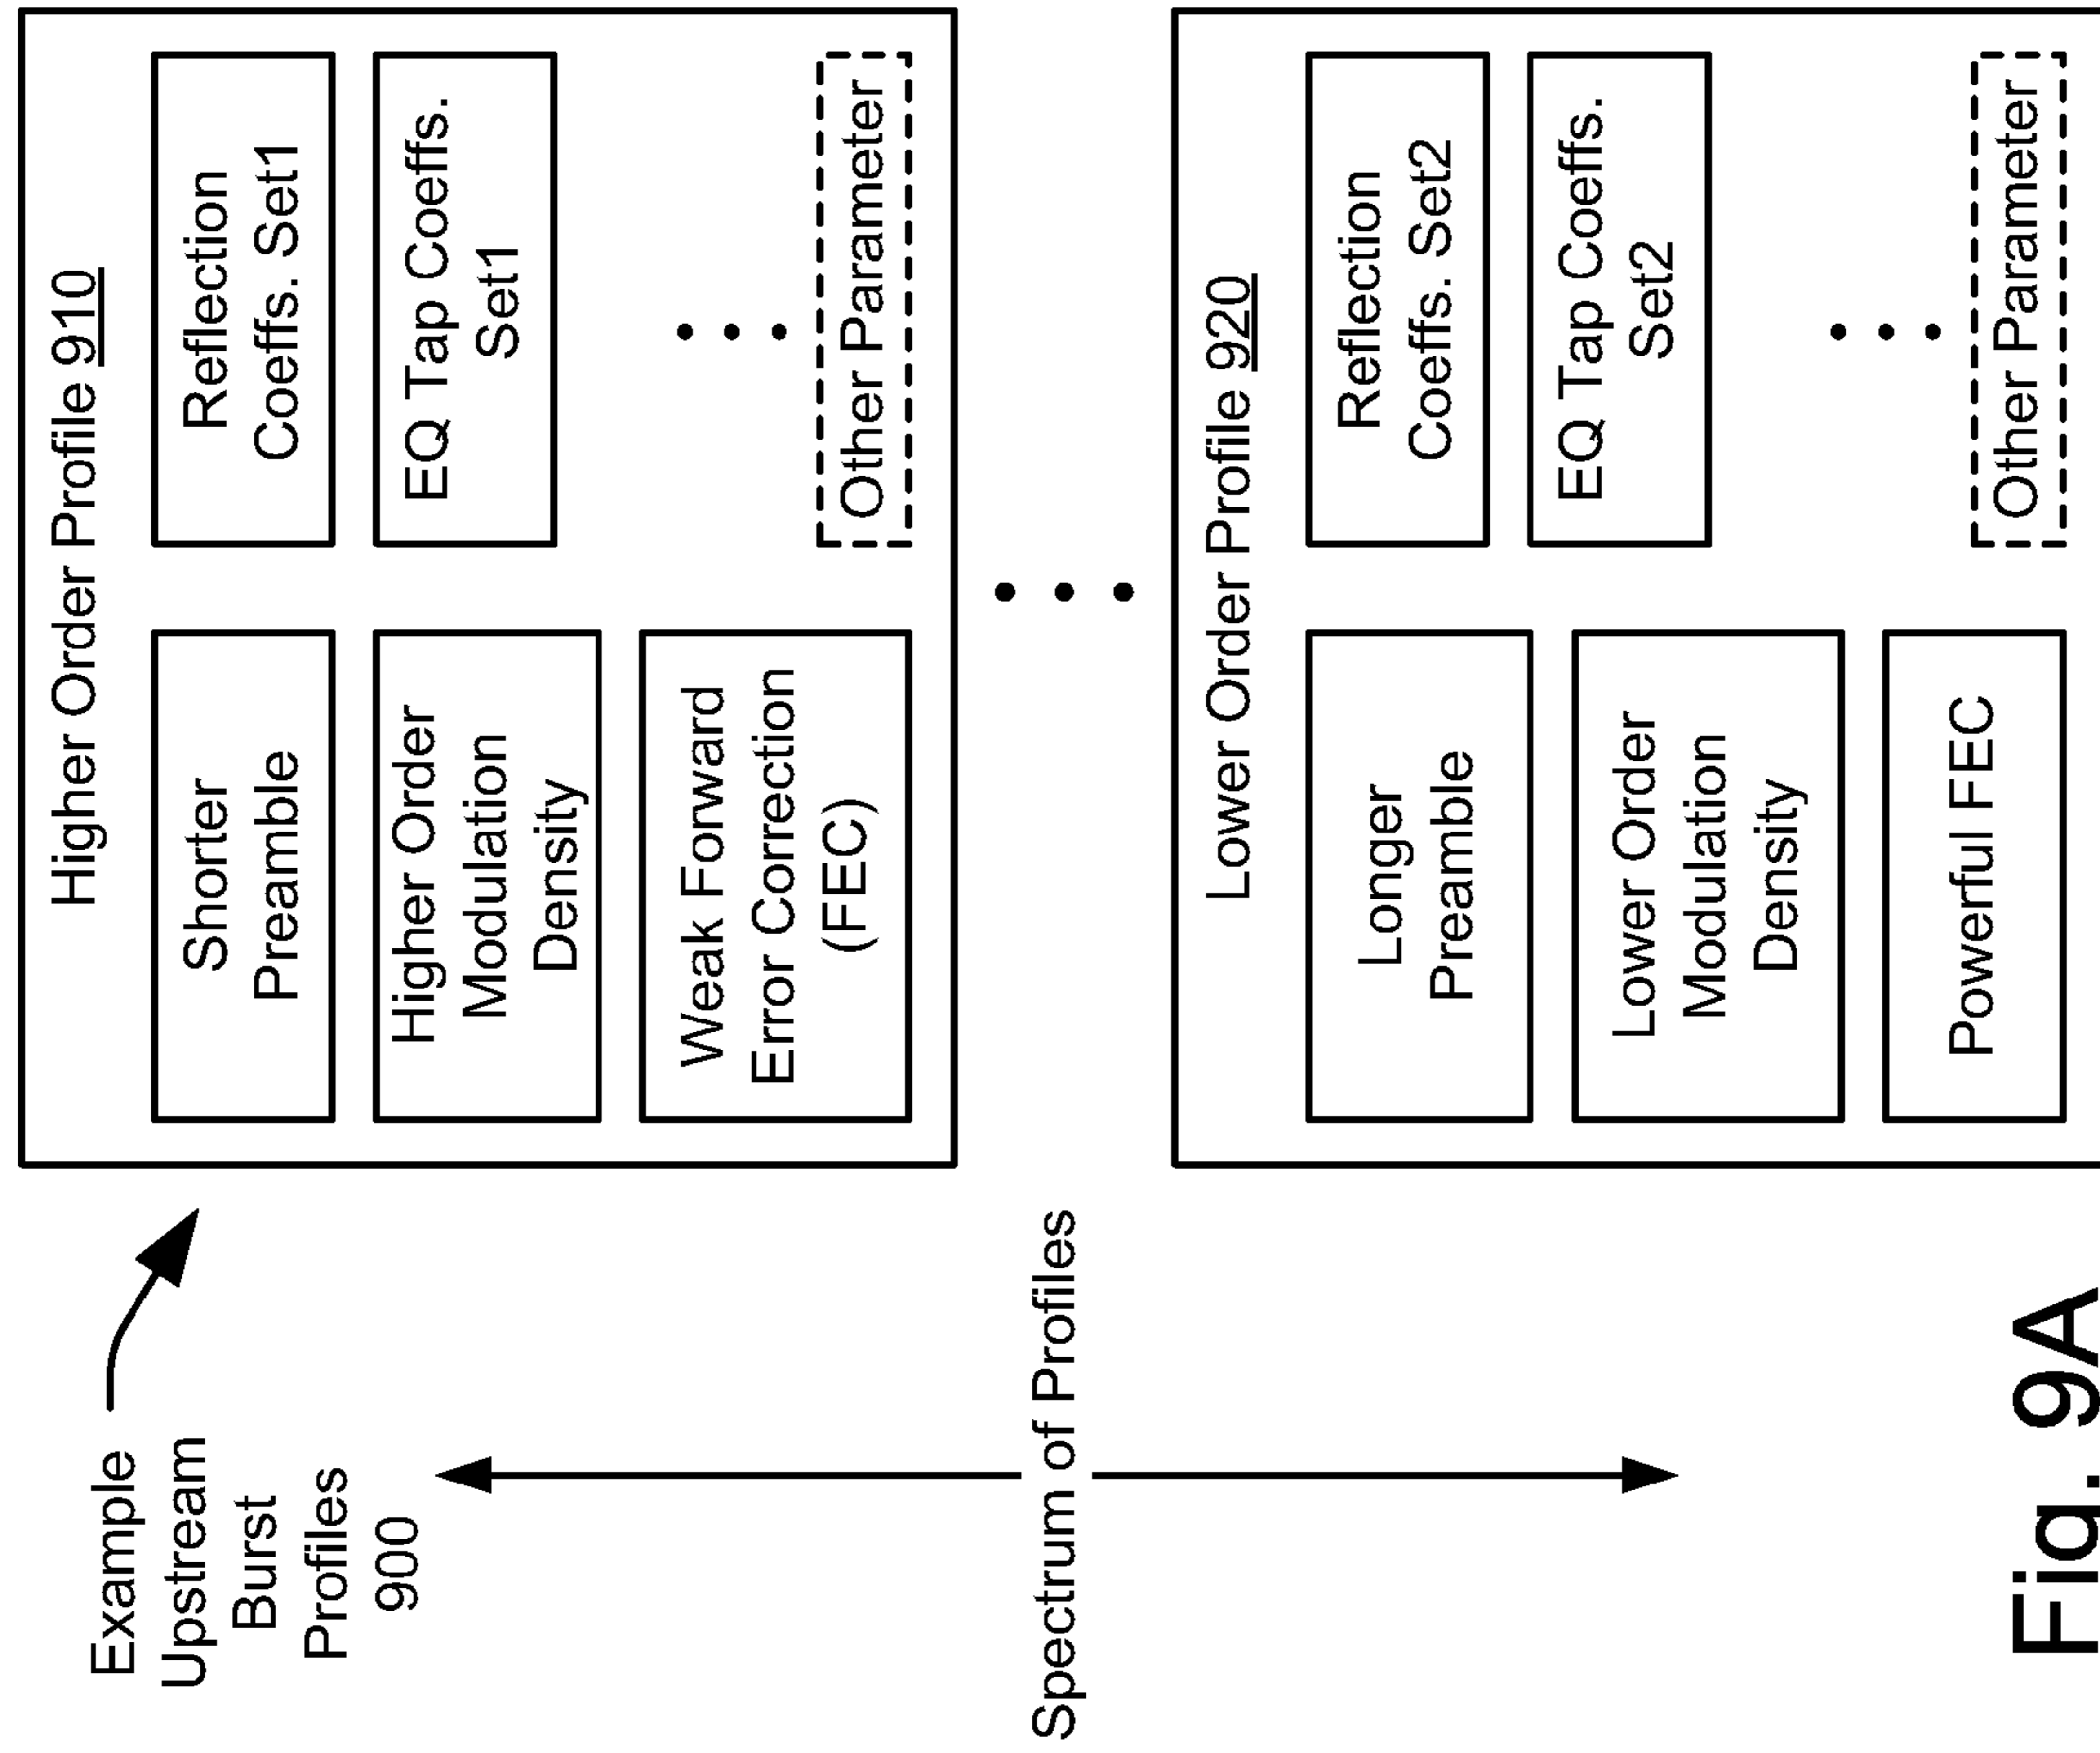 Example
Upstream
Burst
Profiles
900
Spectrum of Profiles
Higher Order Profile 910
Shorter
Preamble
Higher Order
Modulation
Density
Weak Forward
Error Correction
(FEC)
Reflection
Coeffs. Set1
EQ Tap Coeffs.
Set1
Other Parameter
Lower Order Profile 920
Longer
Preamble
Lower Order
Modulation
Density
Powerful FEC
Reflection
Coeffs. Set2
EQ Tap Coeffs.
Set2
Other Parameter
Fig. 9A